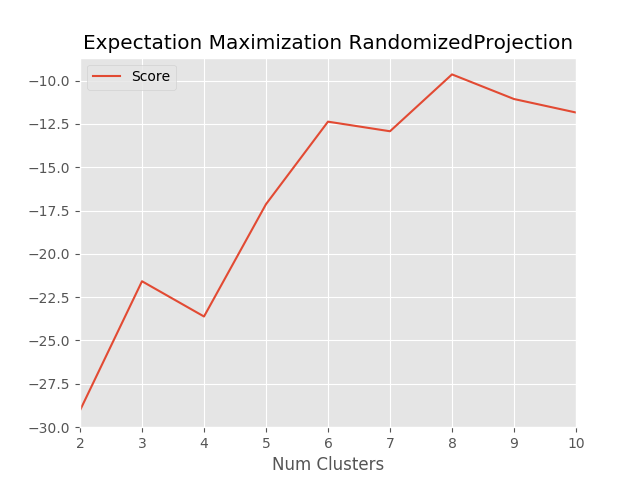 Expectation Maximization RandomizedProjection
Score
−10.0
−12.5
−15.0
−17.5
−20.0
−22.5
−25.0
−27.5
−30.0
2 3 4 5 6 7 8 9 10
Num Clusters